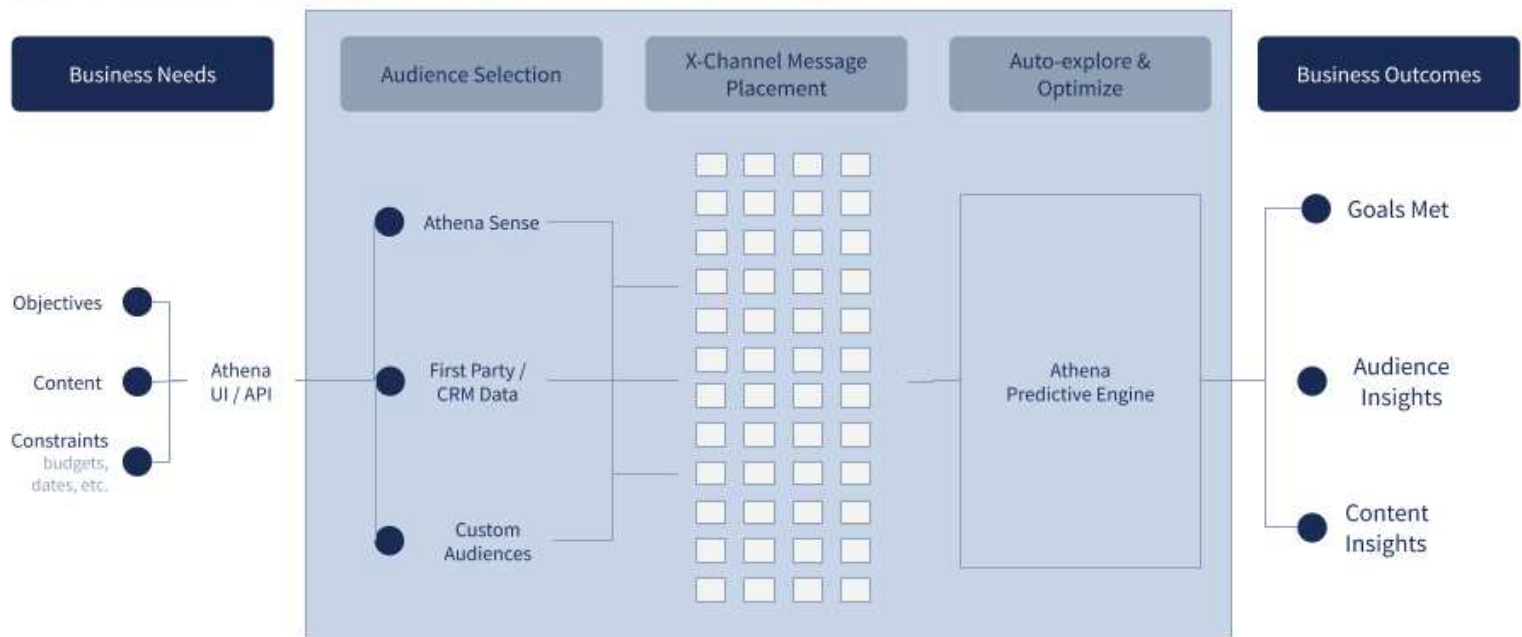 Business Needs
Audience Selection
X-Channel Message
Placement
Auto-explore &
Optimize
Business Outcomes
Objectives
Content
Constraints
budgets,
dates, etc.
Athena
UI / API
Athena Sense
First Party /
CRM Data
Custom
Audiences
Athena
Predictive Engine
Goals Met
Audience
Insights
Content
Insights